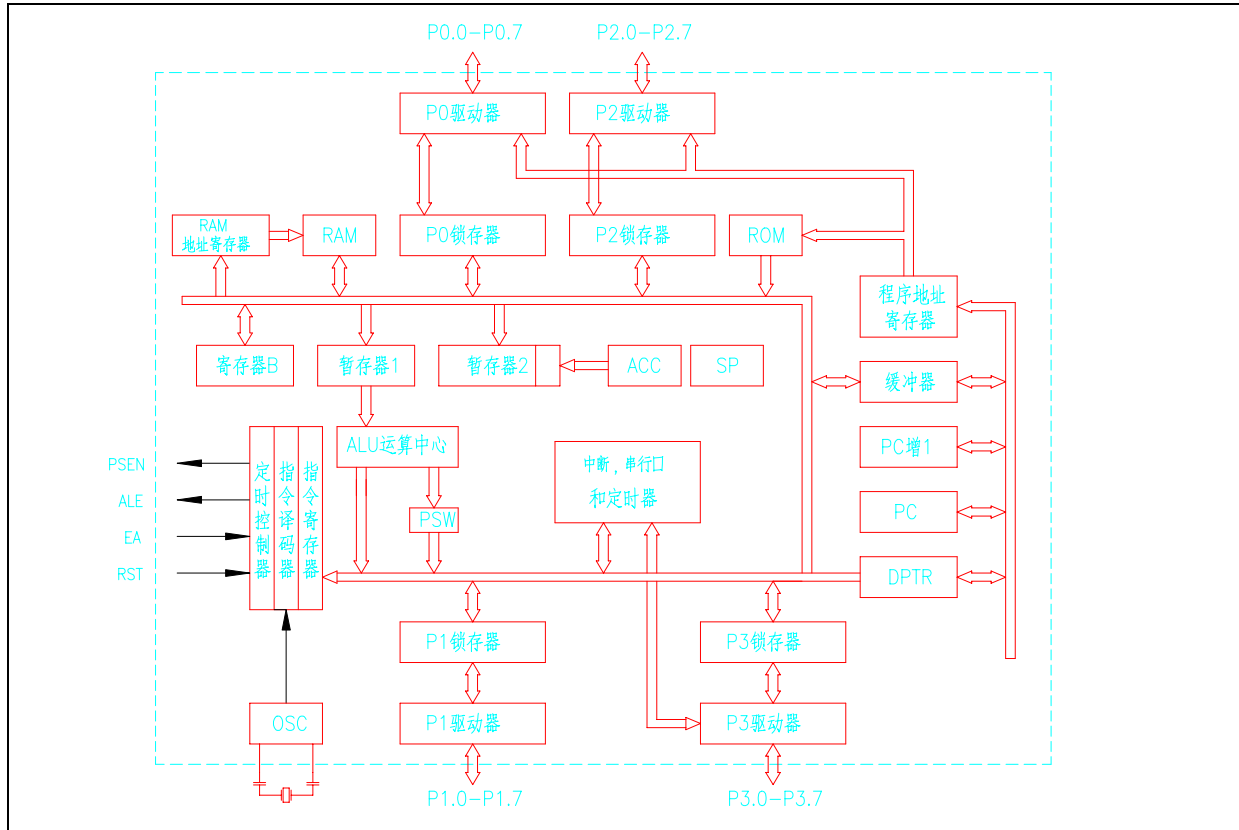 P0.0-P0.7
P2.0-P2.7
P0驱动器
P2驱动器
RAM
地址寄存器
RAM
P0锁存器
P2锁存器
ROM
程序地址
寄存器
寄存器B
暂存器1
暂存器2
ACC
SP
缓冲器
ALU运算中心
中断,串行口
和定时器
PC增1
PSEN
ALE
EA
RST
定时控制器
指令译码器
指令寄存器
PSW
PC
DPTR
P1锁存器
P3锁存器
OSC
P1驱动器
P3驱动器
P1.0-P1.7
P3.0-P3.7